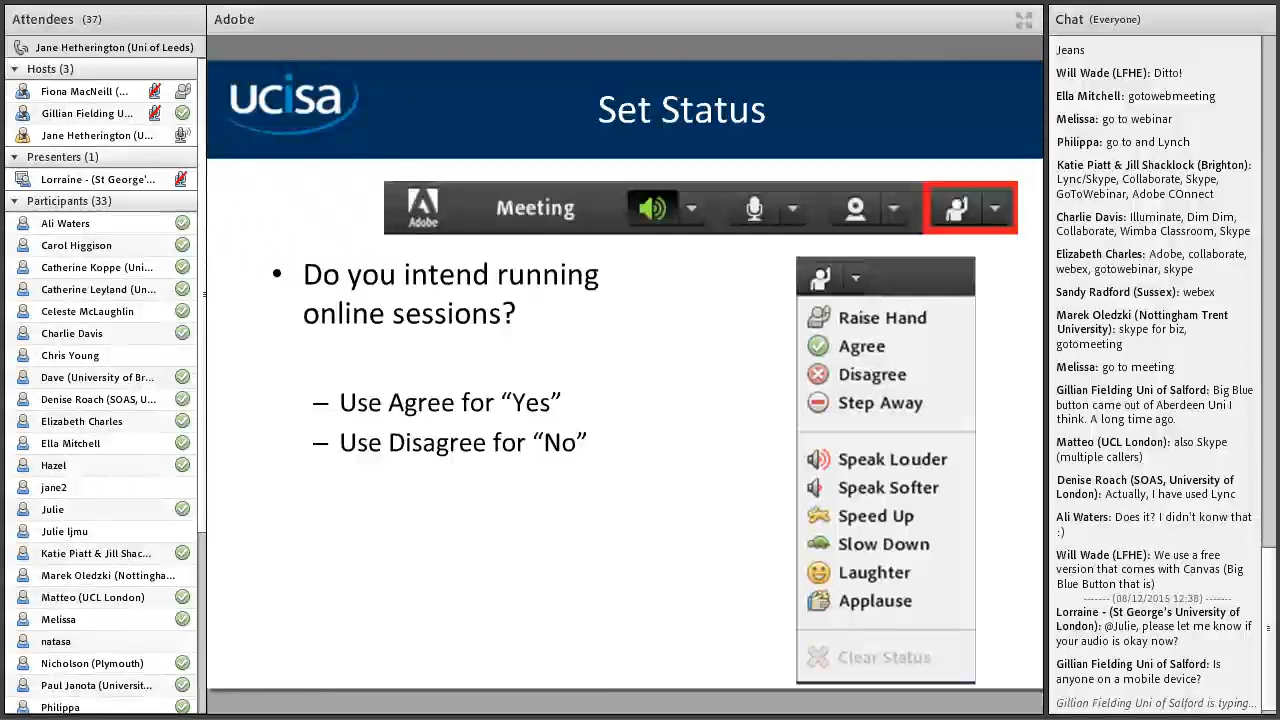 Attendees (37)
Jane Hetherington (Uni of Leeds)
Hosts (3)
Fiona MacNeill (...
Gillian Fielding U...
Jane Hetherington (U...
Presenters (1)
Lorraine - (St George'...
Participants (33)
Ali Waters
Carol Higgison
Catherine Koppe (Uni...
Catherine Leyland (Un...
Celeste McLaughlin
Charlie Davis
Chris Young
Dave (University of Br...
Denise Roach (SOAS, U...
Elizabeth Charles
Ella Mitchell
Hazel
jane2
Julie
Julie ljmu
Katie Piatt & Jill Shac...
Marek Oledzki (Nottingha...
Matteo (UCL London)
Melissa
natasa
Nicholson (Plymouth)
Paul Janota (Universit...
Philippa
Adobe
ucisa
Set Status
Adobe
Meeting
• Do you intend running
online sessions?
– Use Agree for “Yes”
– Use Disagree for “No”
Raise Hand
Agree
Disagree
Step Away
Speak Louder
Speak Softer
Speed Up
Slow Down
Laughter
Applause
Clear Status
Chat (Everyone)
Jeans
Will Wade (LFHE): Ditto!
Ella Mitchell: gotowebmeeting
Melissa: go to webinar
Philippa: go to and Lynch
Katie Piatt & Jill Shacklock (Brighton):
Lync/Skype, Collaborate, Skype,
GoToWebinar, Adobe COnnect
Charlie Davis: Eluminate, Dim Dim,
Collaborate, Wimba Classroom, Skype
Elizabeth Charles: Adobe, collaborate,
webex, gotowebinar, skype
Sandy Radford (Sussex): webex
Marek Oledzki (Nottingham Trent
University): skype for biz,
gotomeeting
Melissa: go to meeting
Gillian Fielding Uni of Salford: Big Blue
button came out of Aberdeen Uni I
think. A long time ago.
Matteo (UCL London): also Skype
(multiple callers)
Denise Roach (SOAS, University of
London): Actually, I have used Lync
Ali Waters: Does it? I didn't konw that
:)
Will Wade (LFHE): We use a free
version that comes with Canvas (Big
Blue Button that is)
------- (08/12/2015 12:38) -------
Lorraine - (St George's University of
London): @Julie, please let me know if
your audio is okay now?
Gillian Fielding Uni of Salford: Is
anyone on a mobile device?
Gillian Fielding Uni of Salford is typing...